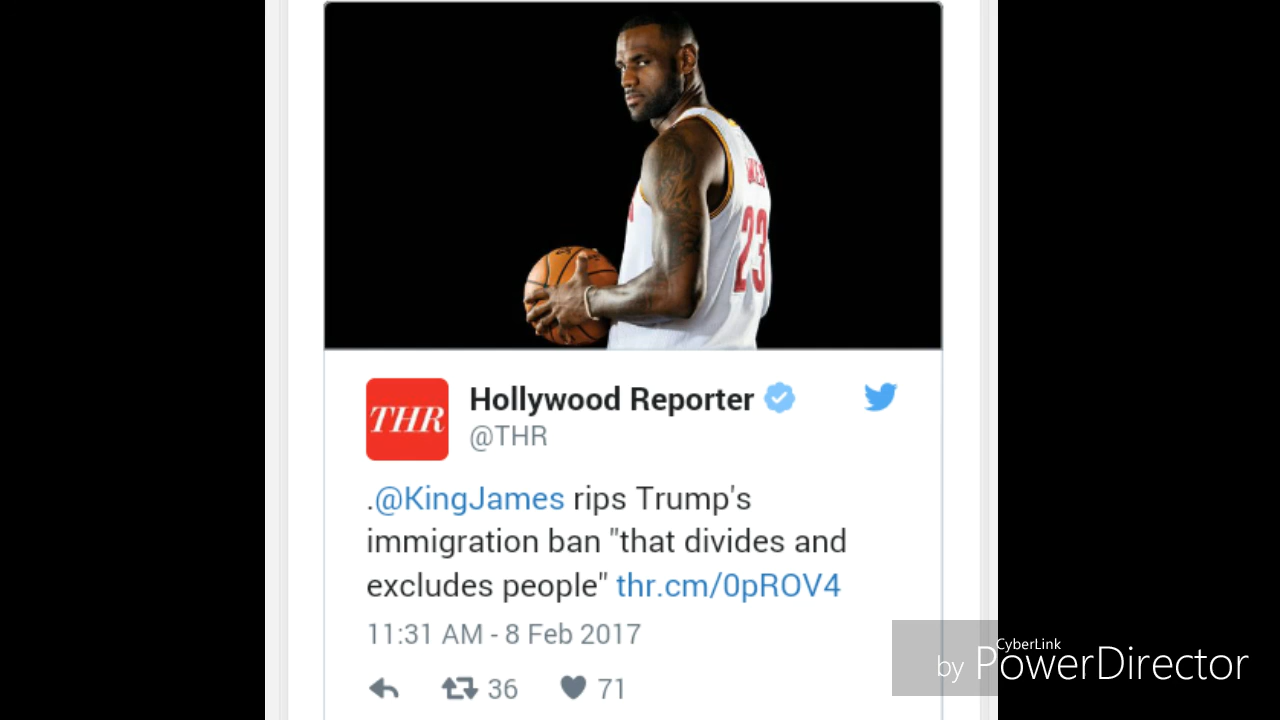 23
THR
Hollywood Reporter
@THR
.@KingJames rips Trump's
immigration ban "that divides and
excludes people" thr.cm/0pROV4
11:31 AM - 8 Feb 2017
36 71
CyberLink
by PowerDirector